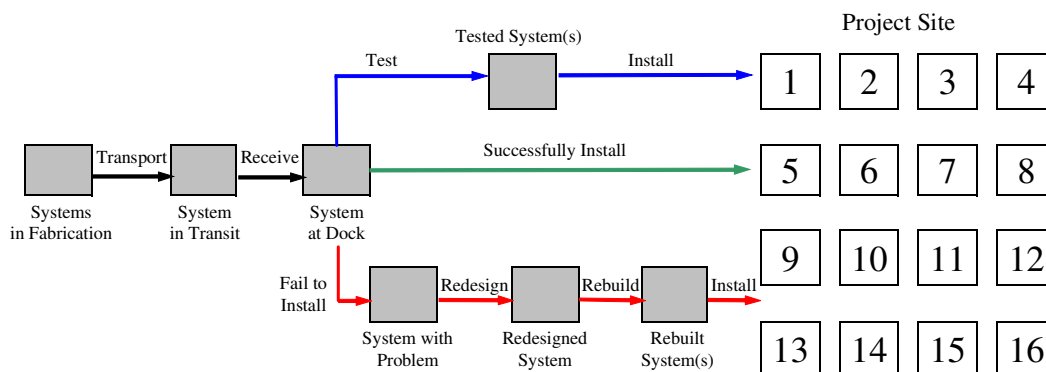 Project Site
Tested System(s)
Test
Install
1 2 3 4
Transport
Receive
Successfully Install
5 6 7 8
Systems
in Fabrication
System
in Transit
System
at Dock
9 10 11 12
Fail to
Install
Redesign
Rebuild
Install
System with
Problem
Redesigned
System
Rebuilt
System(s)
13 14 15 16